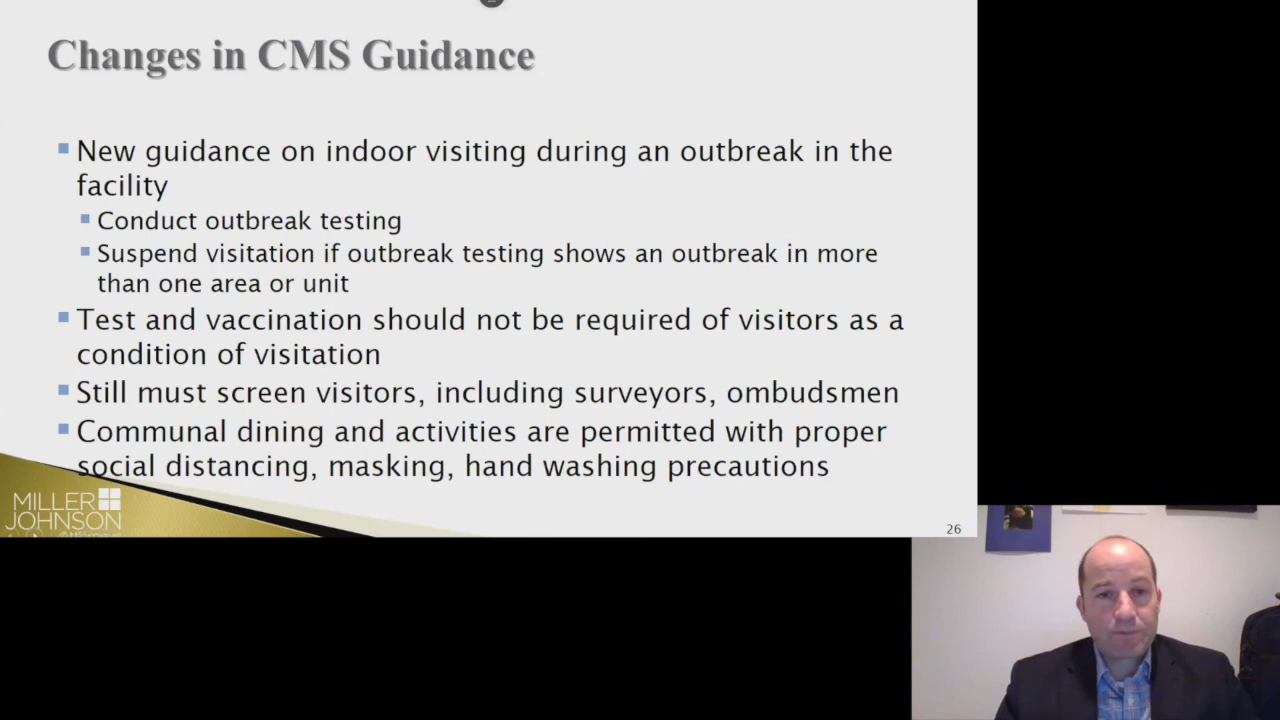 Changes in CMS Guidance
New guidance on indoor visiting during an outbreak in the
facility
Conduct outbreak testing
Suspend visitation if outbreak testing shows an outbreak in more
than one area or unit
Test and vaccination should not be required of visitors as a
condition of visitation
Still must screen visitors, including surveyors, ombudsmen
Communal dining and activities are permitted with proper
social distancing, masking, hand washing precautions
MILLER
JOHNSON
26